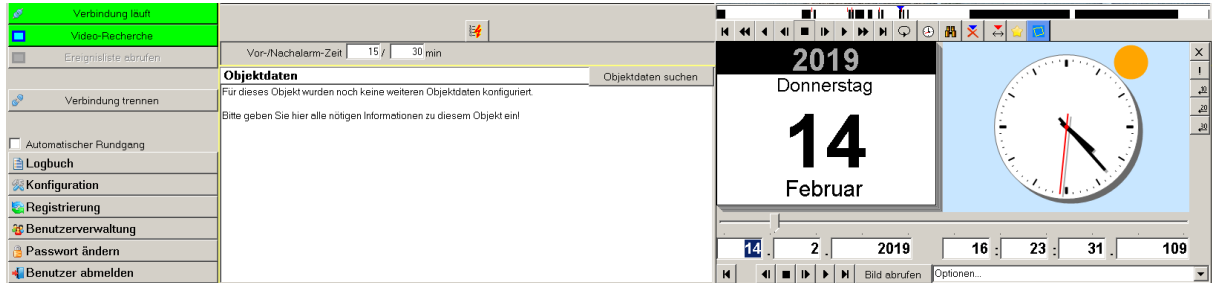 Verbindung läuft
Video-Recherche
Ereignisliste abrufen
Verbindung trennen
Automatischer Rundgang
Logbuch
Konfiguration
Registrierung
Benutzerverwaltung
Passwort ändern
Benutzer abmelden
Vor-/Nachalarm-Zeit 15 / 30 min
Objektdaten
Objektdaten suchen
Für dieses Objekt wurden noch keine weiteren Objektdaten konfiguriert.
Bitte geben Sie hier alle nötigen Informationen zu diesem Objekt ein!
2019
Donnerstag
14
Februar
X
!
10
20
30
14 . 2 . 2019 16 : 23 : 31 . 109
Bild abrufen
Optionen...